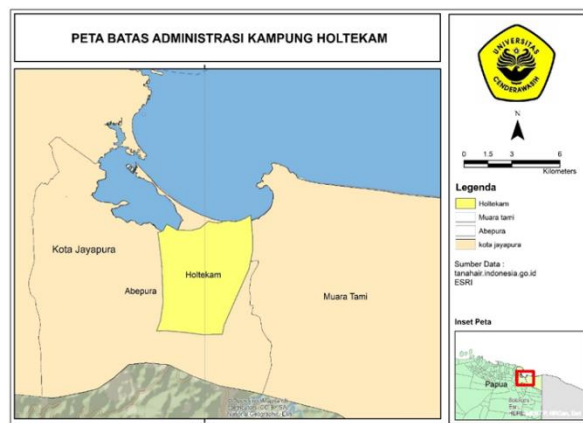 PETA BATAS ADMINISTRASI KAMPUNG HOLTEKAM
UNIVERSITAS
CENDERAWASIH
N
0 1.5 3 6
Kilometers
Legenda
Holtekam
Muara tami
Abepura
kota jayapura
Sumber Data :
tanahair.indonesia.go.id
ESRI
Inset Peta
Papua
Kota Jayapura
Abepura
Holtekam
Muara Tami